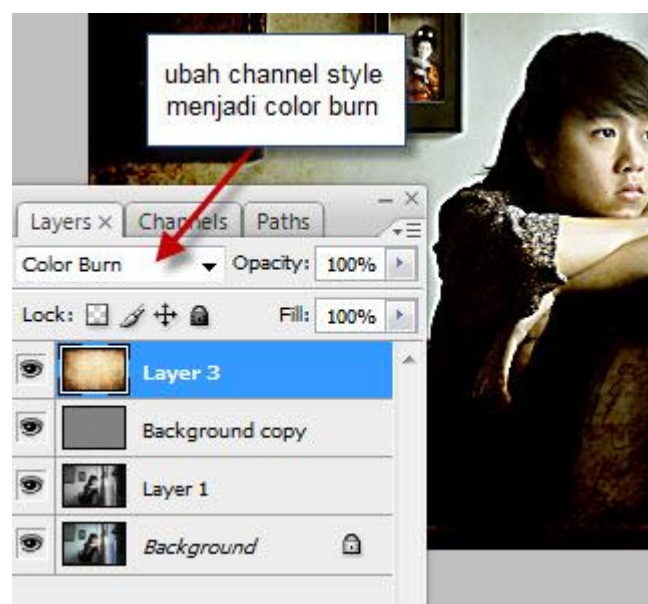 ubah channel style
menjadi color burn
Layers × Channels Paths
Color Burn Opacity: 100%
Lock: Fill: 100%
Layer 3
Background copy
Layer 1
Background